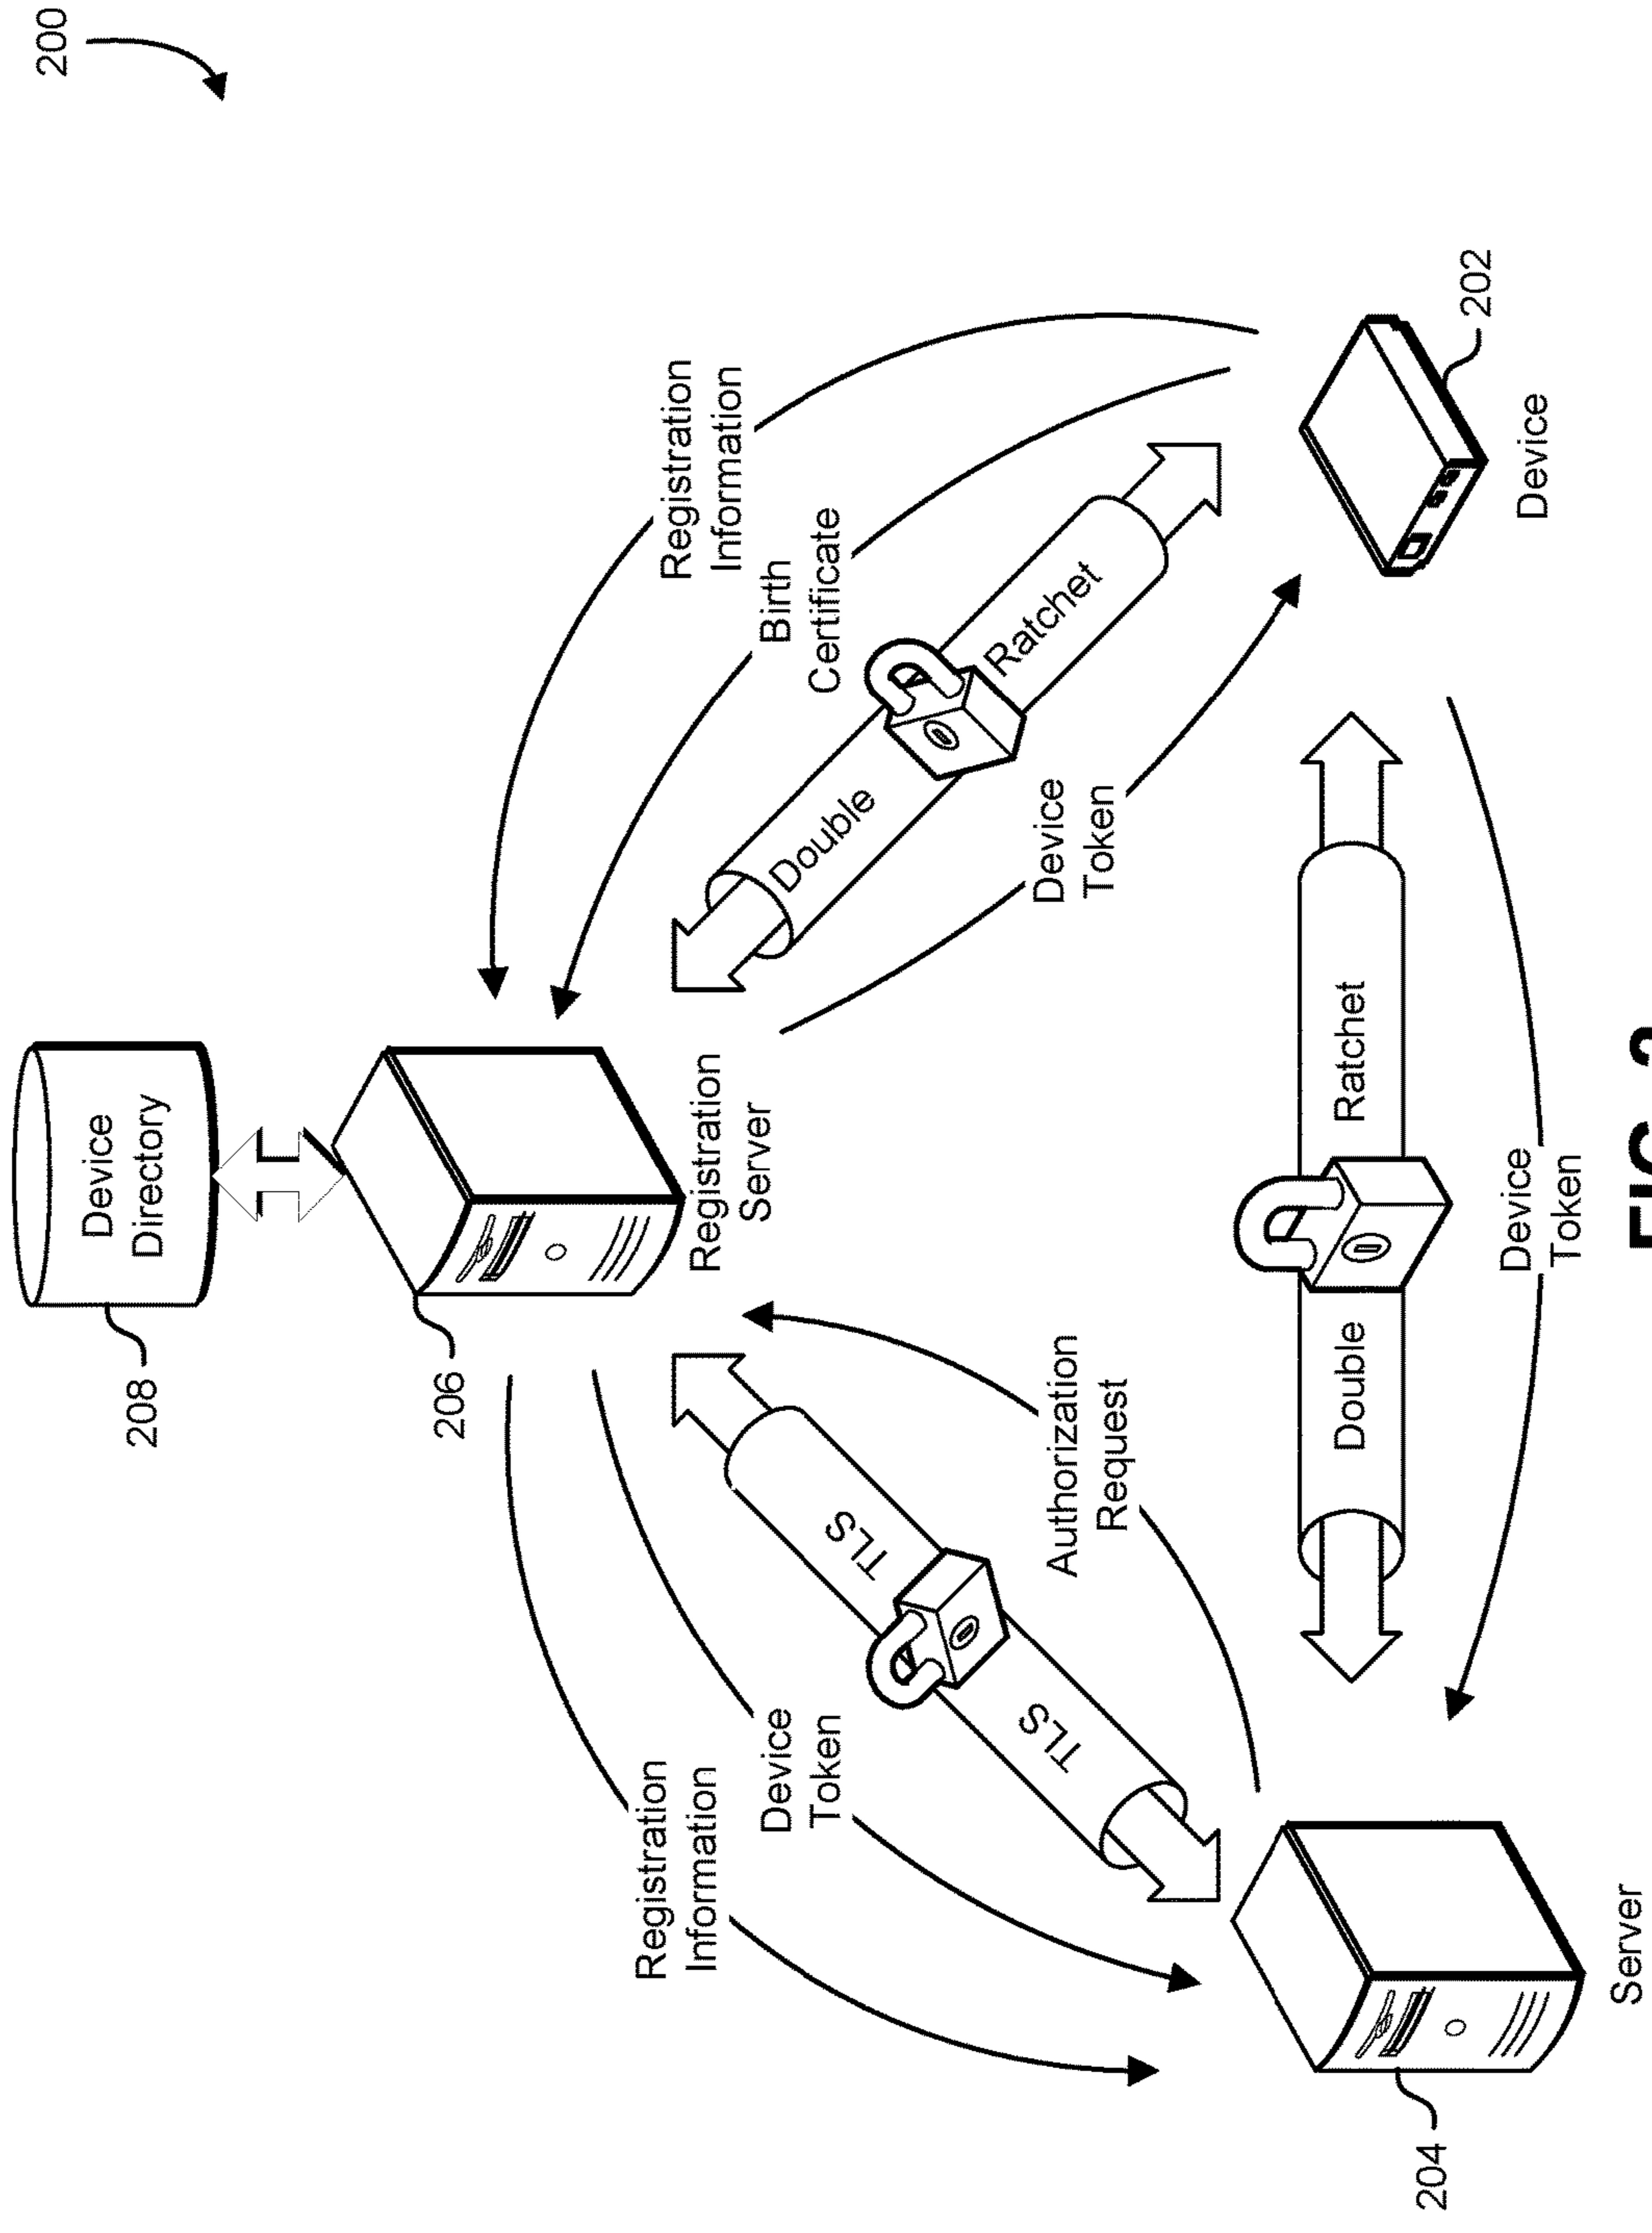 200
Device
Directory
208
206
Registration
Server
Registration
Information
Birth
Certificate
Device
Token
Double
Ratchet
Registration
Information
Device
Token
TLS
TLS
Authorization
Request
Double
Ratchet
Device
Token
204
Server
202
Device